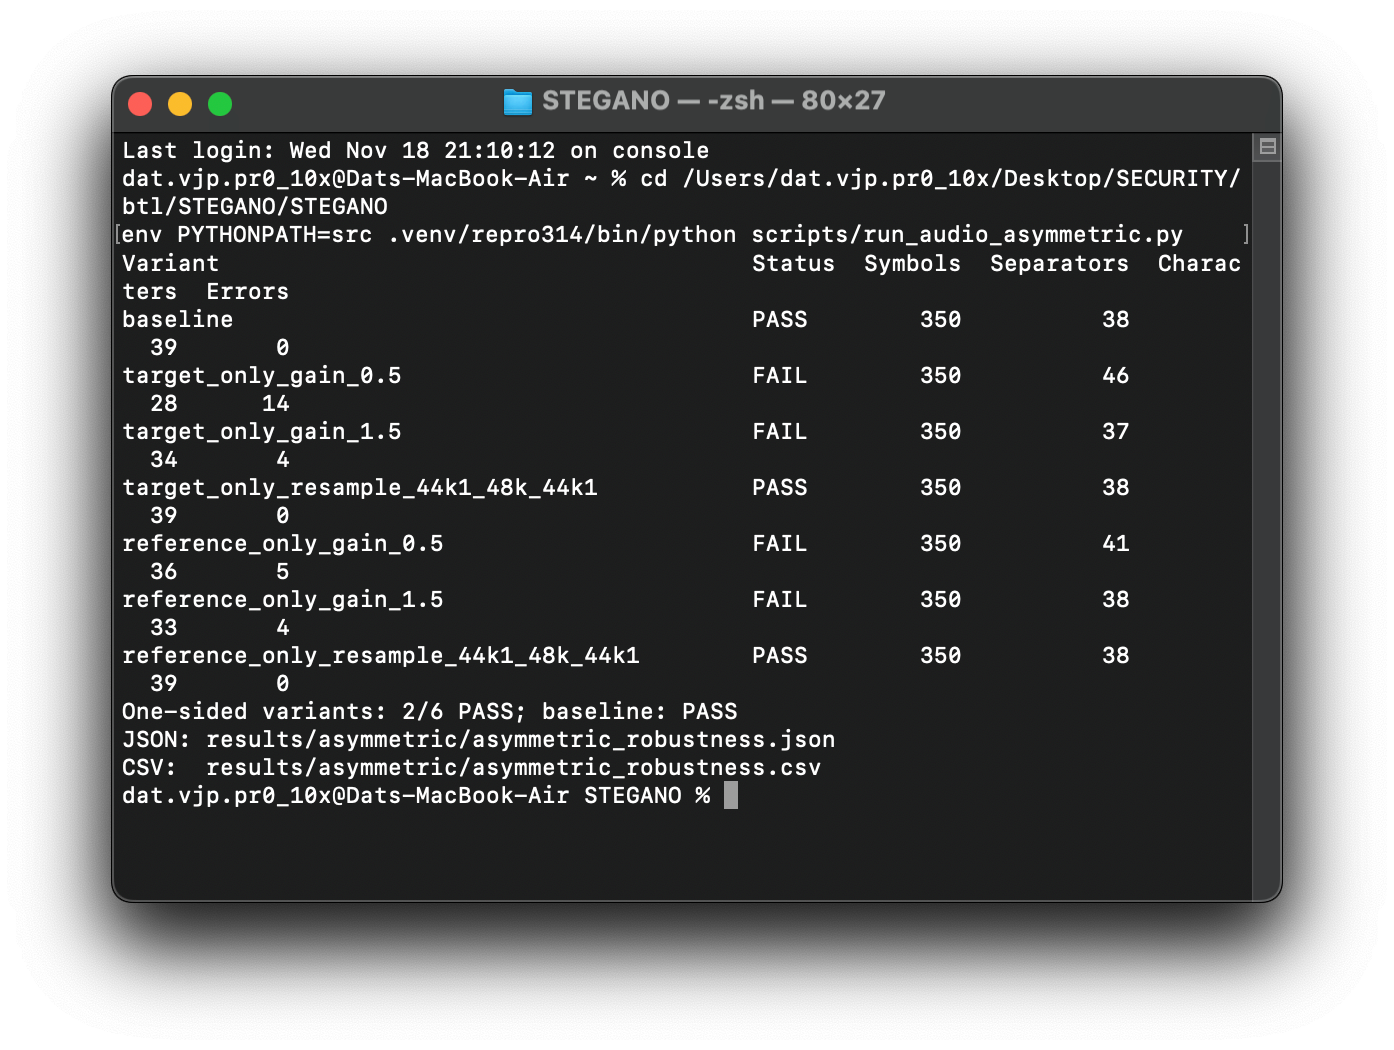 STEGANO — -zsh — 80×27
Last login: Wed Nov 18 21:10:12 on console
dat.vjp.pr0_10x@Dats-MacBook-Air ~ % cd /Users/dat.vjp.pr0_10x/Desktop/SECURITY/
btl/STEGANO/STEGANO
[env PYTHONPATH=src .venv/repro314/bin/python scripts/run_audio_asymmetric.py    ]
Variant                                      Status  Symbols  Separators  Charac
ters  Errors
baseline                                     PASS        350          38
  39       0
target_only_gain_0.5                         FAIL        350          46
  28      14
target_only_gain_1.5                         FAIL        350          37
  34       4
target_only_resample_44k1_48k_44k1           PASS        350          38
  39       0
reference_only_gain_0.5                      FAIL        350          41
  36       5
reference_only_gain_1.5                      FAIL        350          38
  33       4
reference_only_resample_44k1_48k_44k1        PASS        350          38
  39       0
One-sided variants: 2/6 PASS; baseline: PASS
JSON: results/asymmetric/asymmetric_robustness.json
CSV:  results/asymmetric/asymmetric_robustness.csv
dat.vjp.pr0_10x@Dats-MacBook-Air STEGANO %